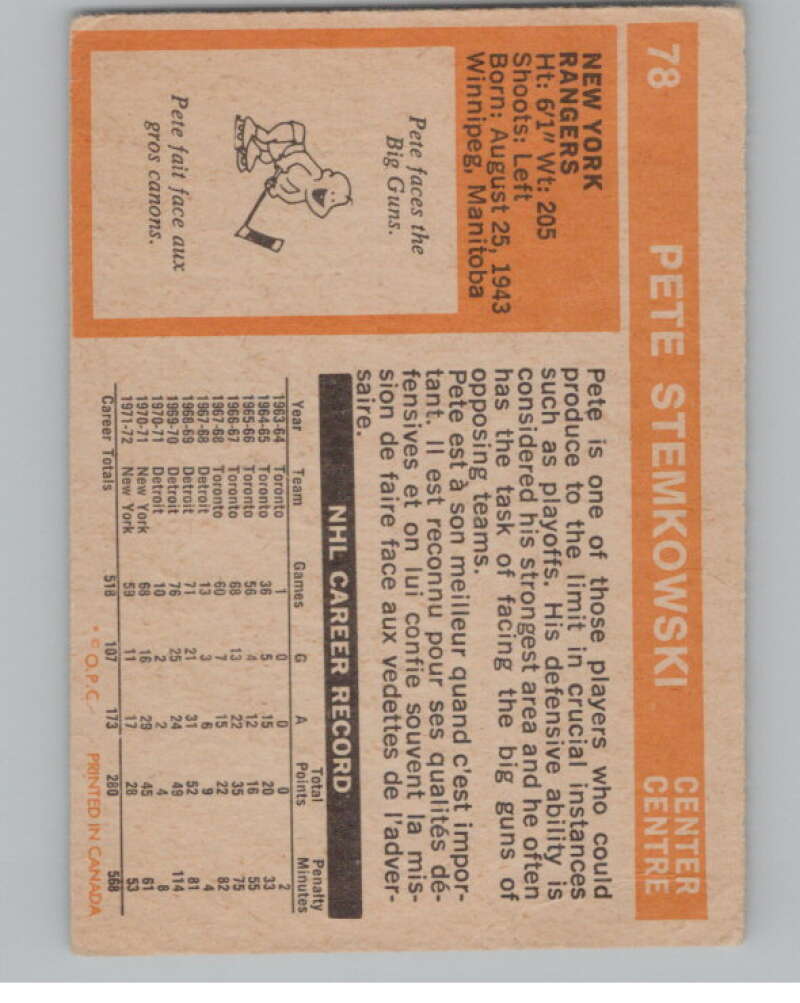 78 PETE STEMKOWSKI CENTER
CENTRE
NEW YORK
RANGERS
Ht: 6'1" Wt: 205
Shoots: Left
Born: August 25, 1943
Winnipeg, Manitoba
Pete faces the
Big Guns.
Pete fait face aux
gros canons.
Pete is one of those players who could
produce to the limit in crucial instances
such as playoffs. His defensive ability is
considered his strongest area and he often
has the task of facing the big guns of
opposing teams.
Pete est à son meilleur quand c'est impor-
tant. Il est reconnu pour ses qualités dé-
fensives et on lui confie souvent la mis-
sion de faire face aux vedettes de l'adver-
saire.
NHL CAREER RECORD
Year Team Games G A Total Points Penalty Minutes
1963-64 Toronto 1 0 0 0 2
1964-65 Toronto 36 5 15 20 33
1965-66 Toronto 56 4 12 16 55
1966-67 Toronto 68 13 22 35 75
1967-68 Toronto 60 7 15 22 82
1967-68 Detroit 13 3 6 9 4
1968-69 Detroit 71 21 31 52 81
1969-70 Detroit 76 25 24 49 114
1970-71 Detroit 10 2 2 4 8
1970-71 New York 68 16 29 45 61
1971-72 New York 59 11 17 28 53
Career Totals 518 107 173 280 568
* © O.P.C. PRINTED IN CANADA